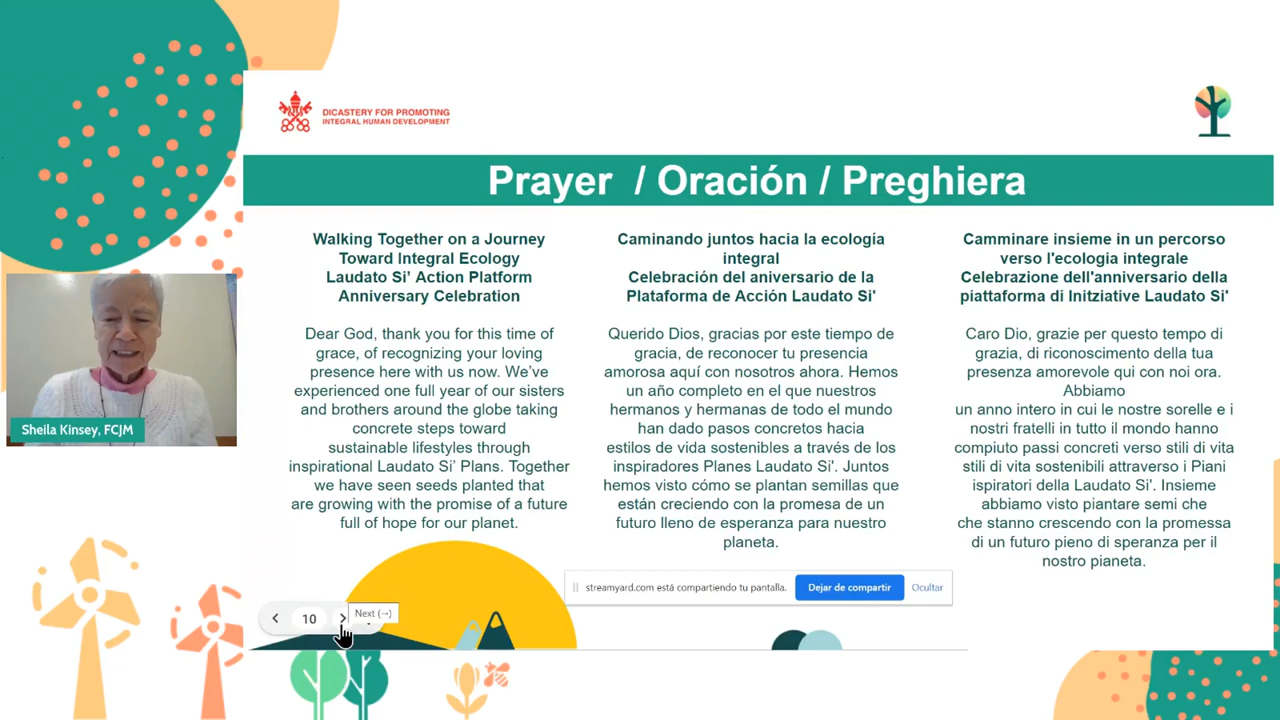 DICASTERY FOR PROMOTING
INTEGRAL HUMAN DEVELOPMENT
Prayer / Oración / Preghiera
Walking Together on a Journey
Toward Integral Ecology
Laudato Si’ Action Platform
Anniversary Celebration
Dear God, thank you for this time of
grace, of recognizing your loving
presence here with us now. We’ve
experienced one full year of our sisters
and brothers around the globe taking
concrete steps toward
sustainable lifestyles through
inspirational Laudato Si’ Plans. Together
we have seen seeds planted that
are growing with the promise of a future
full of hope for our planet.
Caminando juntos hacia la ecología
integral
Celebración del aniversario de la
Plataforma de Acción Laudato Si'
Querido Dios, gracias por este tiempo de
gracia, de reconocer tu presencia
amorosa aquí con nosotros ahora. Hemos
un año completo en el que nuestros
hermanos y hermanas de todo el mundo
han dado pasos concretos hacia
estilos de vida sostenibles a través de los
inspiradores Planes Laudato Si'. Juntos
hemos visto cómo se plantan semillas que
están creciendo con la promesa de un
futuro lleno de esperanza para nuestro
planeta.
Camminare insieme in un percorso
verso l'ecologia integrale
Celebrazione dell'anniversario della
piattaforma di Initziative Laudato Si'
Caro Dio, grazie per questo tempo di
grazia, di riconoscimento della tua
presenza amorevole qui con noi ora.
Abbiamo
un anno intero in cui le nostre sorelle e i
nostri fratelli in tutto il mondo hanno
compiuto passi concreti verso stili di vita
stili di vita sostenibili attraverso i Piani
ispiratori della Laudato Si'. Insieme
abbiamo visto piantare semi che
che stanno crescendo con la promessa
di un futuro pieno di speranza per il
nostro pianeta.
Sheila Kinsey, FCJM
streamyard.com está compartiendo tu pantalla.
Dejar de compartir
Ocultar
10
Next (→)